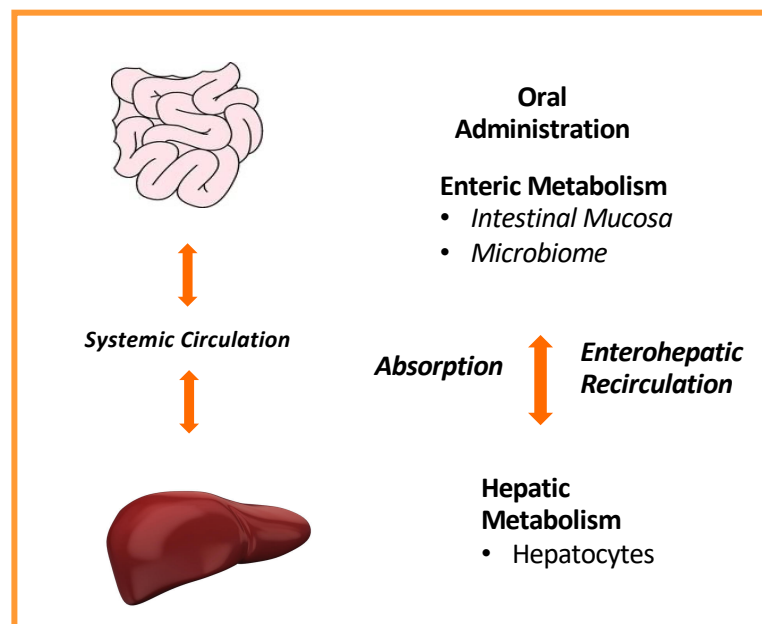 Oral
Administration
Enteric Metabolism
• Intestinal Mucosa
• Microbiome
Systemic Circulation
Absorption
Enterohepatic
Recirculation
Hepatic
Metabolism
• Hepatocytes